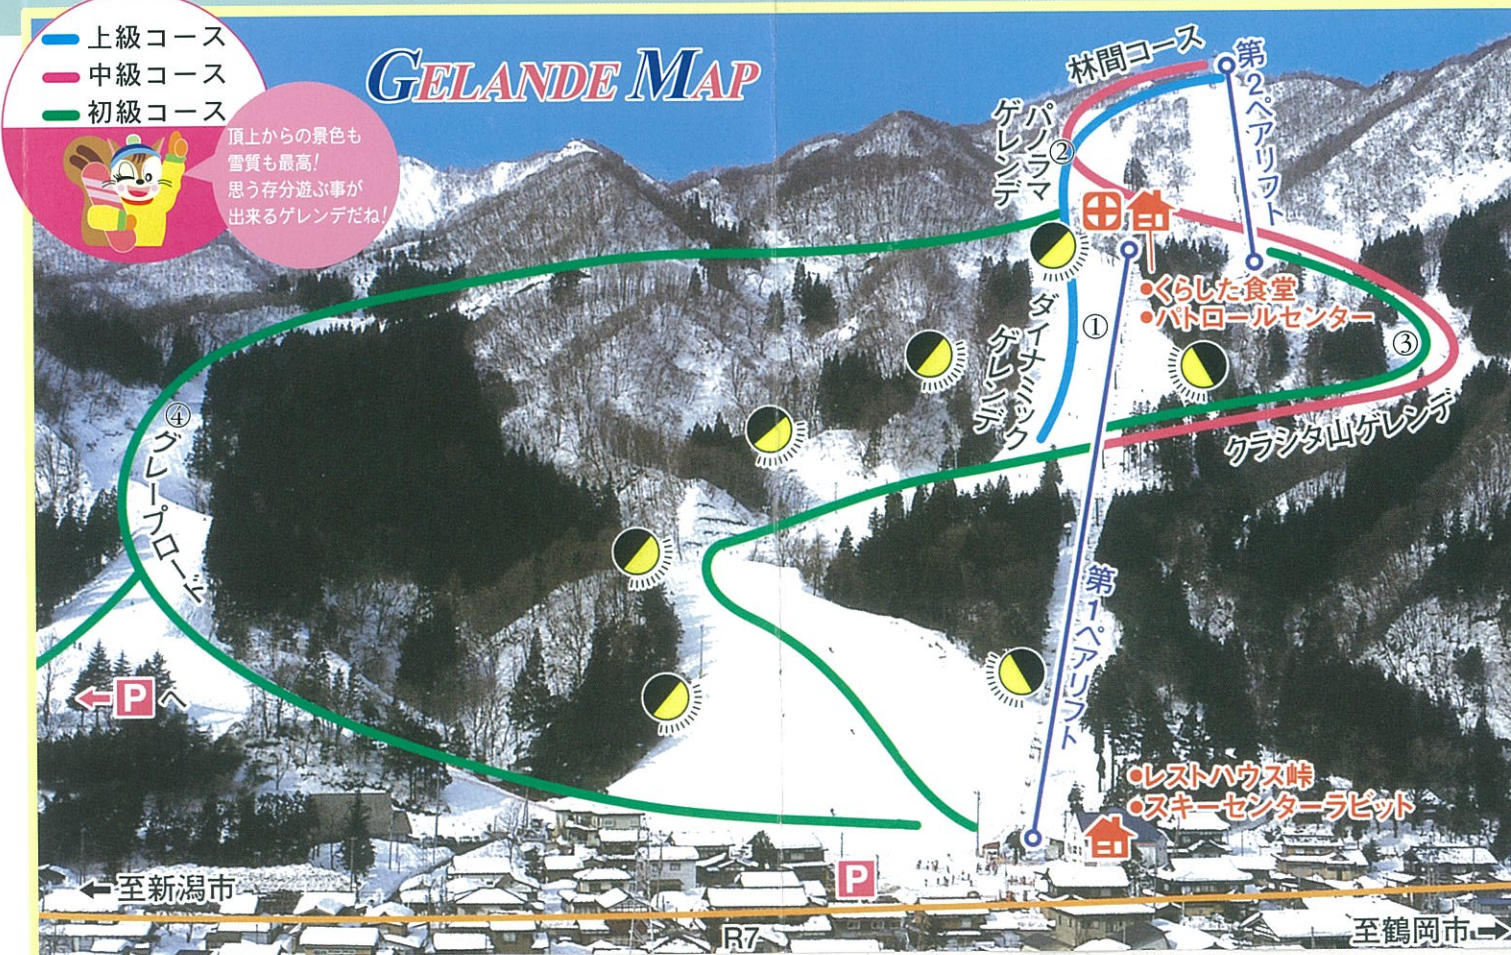 上級コース
中級コース
初級コース
GELANDE MAP
頂上からの景色も
雪質も最高!
思う存分遊ぶ事が
出来るゲレンデだね!
林間コース
第2ペアリフト
パノラマ
ゲレンデ
②
くらした食堂
パトロールセンター
ダイナミック
ゲレンデ
①
③
クラシタ山ゲレンデ
④
グレープロード
第1ペアリフト
←Pへ
レストハウス峠
スキーセンターラビット
P
←至新潟市
R7
至鶴岡市→